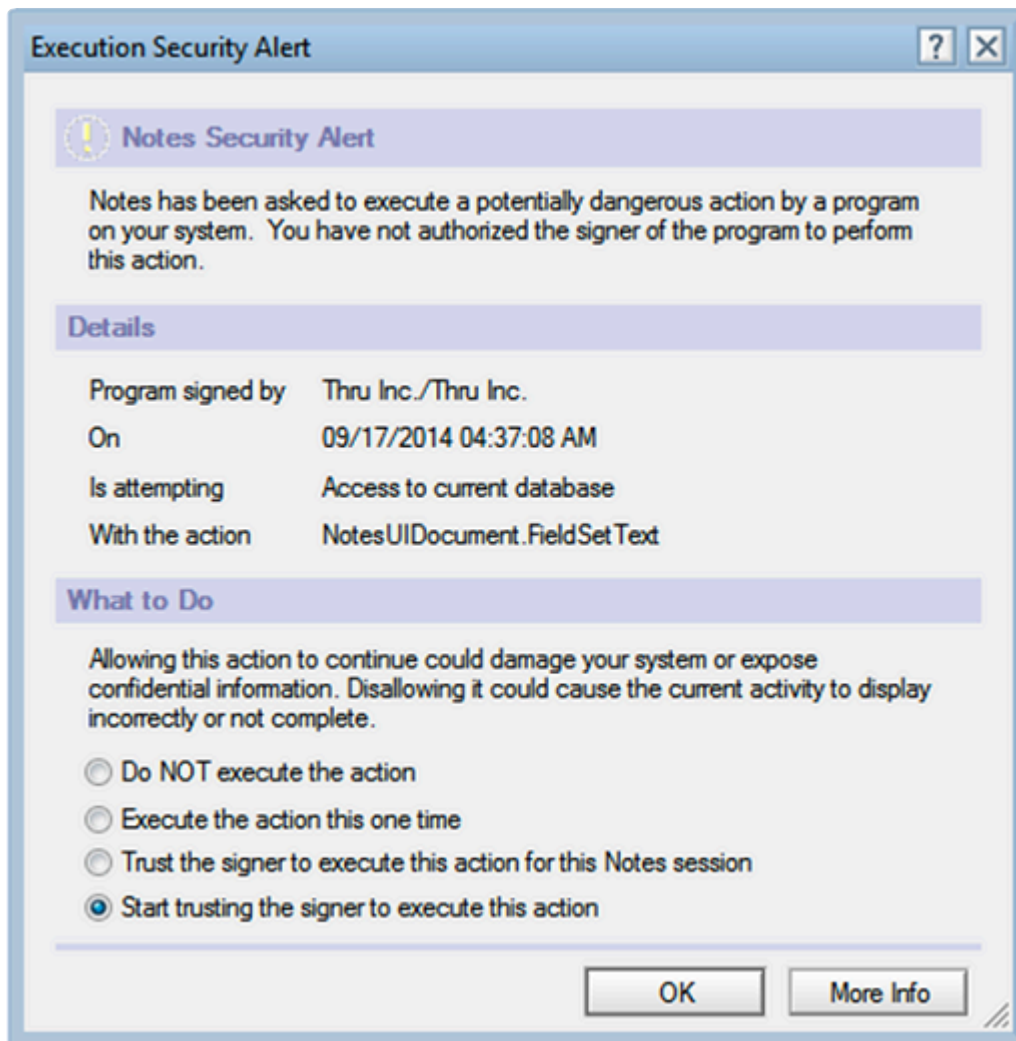 Execution Security Alert
Notes Security Alert
Notes has been asked to execute a potentially dangerous action by a program
on your system.  You have not authorized the signer of the program to perform
this action.
Details
Program signed by Thru Inc./Thru Inc.
On 09/17/2014 04:37:08 AM
Is attempting Access to current database
With the action NotesUIDocument.FieldSetText
What to Do
Allowing this action to continue could damage your system or expose
confidential information. Disallowing it could cause the current activity to display
incorrectly or not complete.
Do NOT execute the action
Execute the action this one time
Trust the signer to execute this action for this Notes session
Start trusting the signer to execute this action
OK More Info